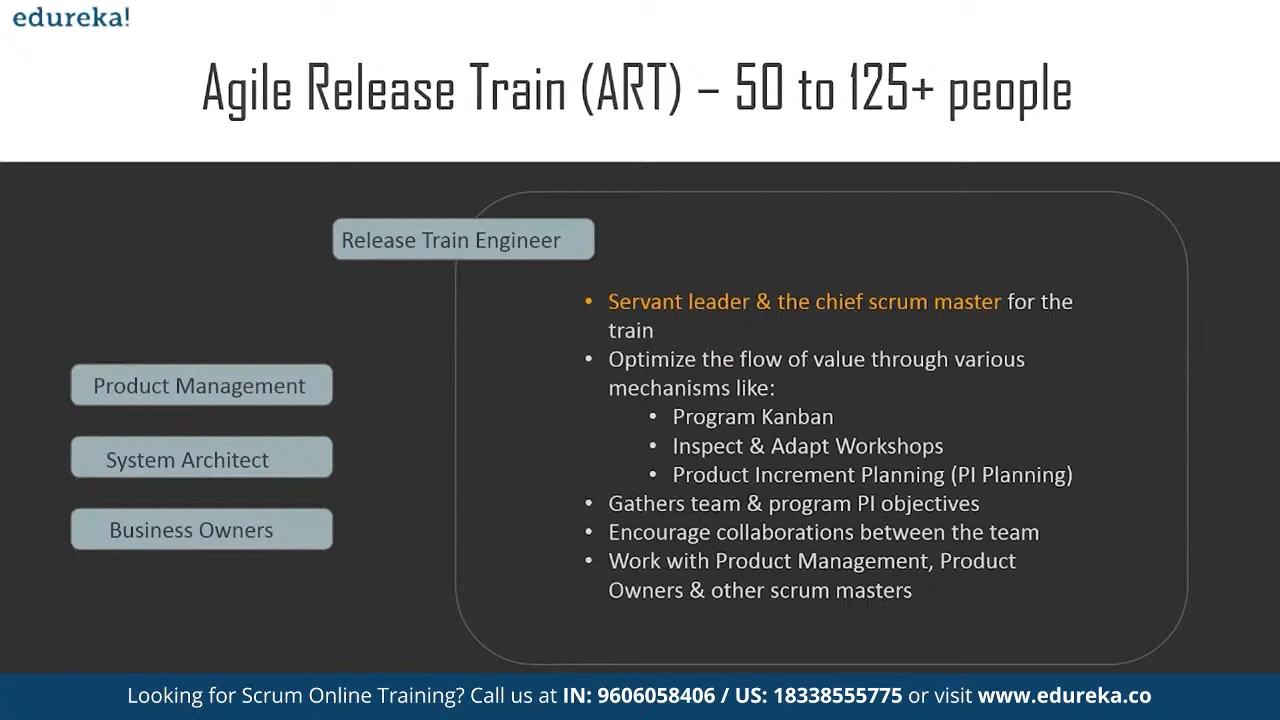 edureka!
Agile Release Train (ART) – 50 to 125+ people
Release Train Engineer
Product Management
System Architect
Business Owners
• Servant leader & the chief scrum master for the
train
• Optimize the flow of value through various
mechanisms like:
• Program Kanban
• Inspect & Adapt Workshops
• Product Increment Planning (PI Planning)
• Gathers team & program PI objectives
• Encourage collaborations between the team
• Work with Product Management, Product
Owners & other scrum masters
Looking for Scrum Online Training? Call us at IN: 9606058406 / US: 18338555775 or visit www.edureka.co